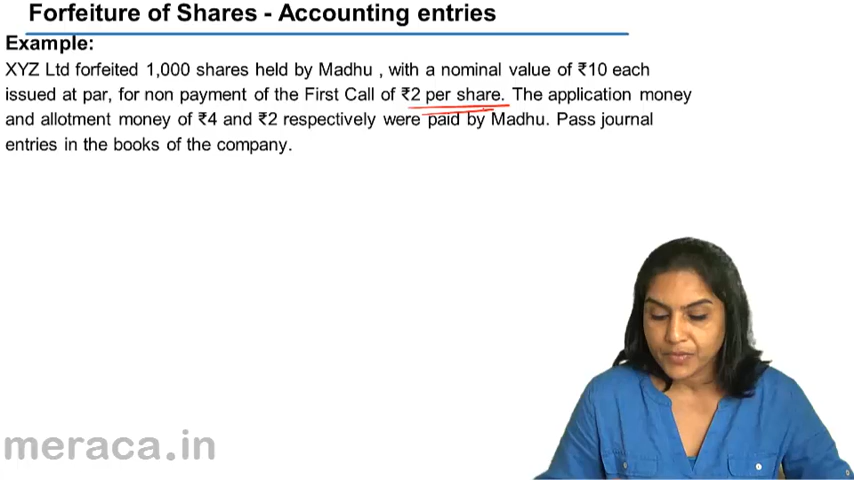 Forfeiture of Shares - Accounting entries
Example:
XYZ Ltd forfeited 1,000 shares held by Madhu , with a nominal value of ₹10 each
issued at par, for non payment of the First Call of ₹2 per share. The application money
and allotment money of ₹4 and ₹2 respectively were paid by Madhu. Pass journal
entries in the books of the company.
meraca.in